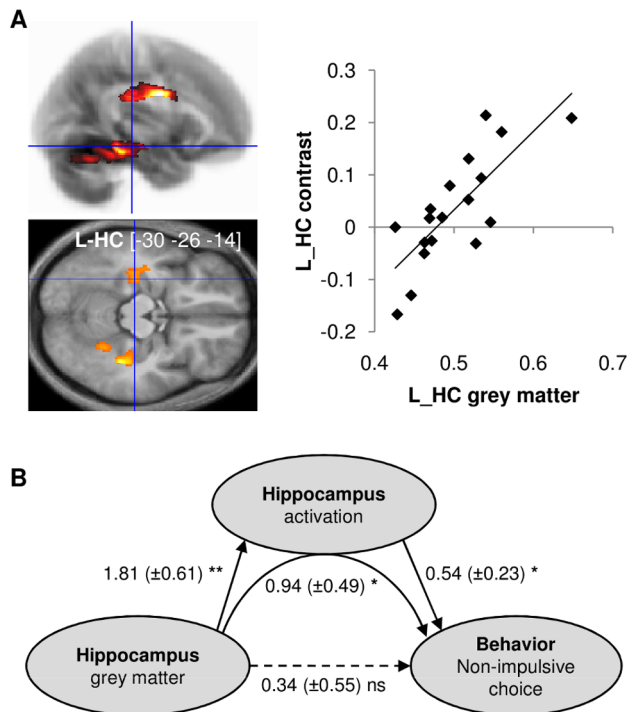 A
L-HC [-30 -26 -14]
0.3
0.2
0.1
0
-0.1
-0.2
0.4
0.5
0.6
0.7
L_HC contrast
L_HC grey matter
B
Hippocampus
activation
1.81 (±0.61) **
0.94 (±0.49) *
0.54 (±0.23) *
Hippocampus
grey matter
0.34 (±0.55) ns
Behavior
Non-impulsive
choice